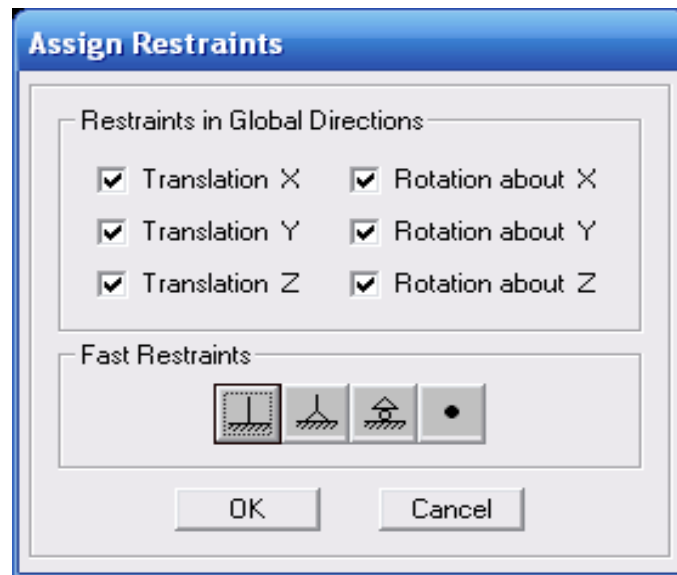 Assign Restraints
Restraints in Global Directions
Translation X Rotation about X
Translation Y Rotation about Y
Translation Z Rotation about Z
Fast Restraints
OK Cancel